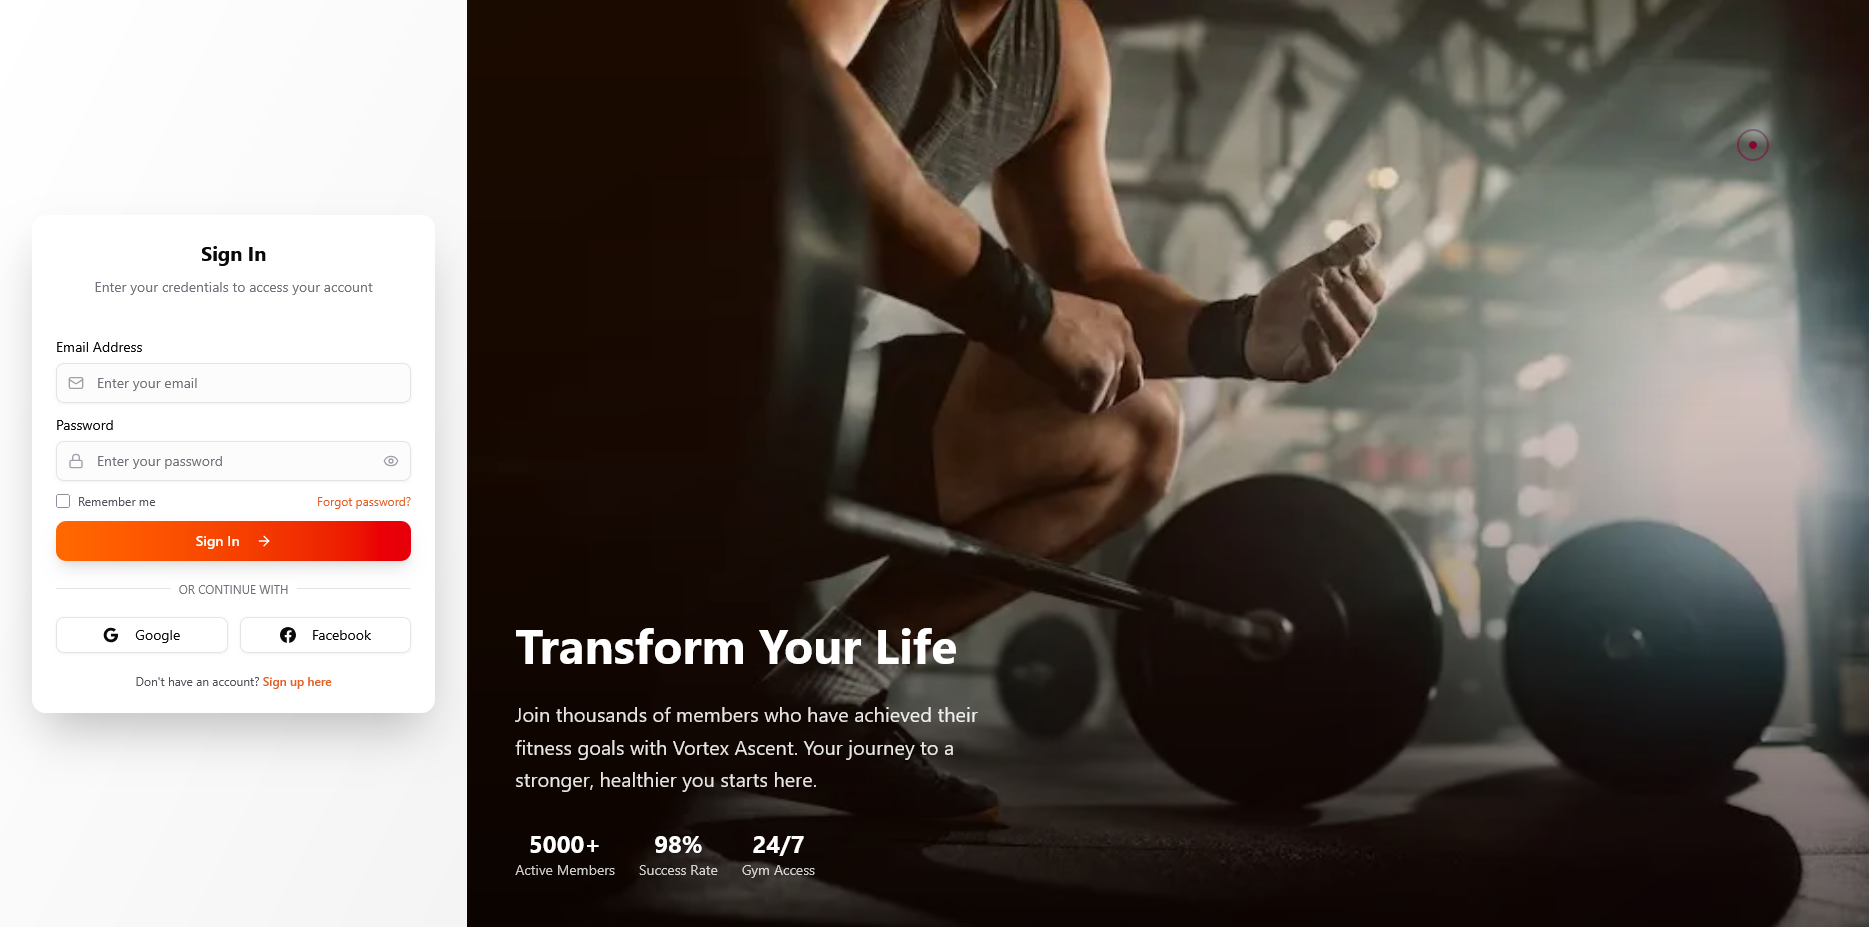 Sign In
Enter your credentials to access your account
Email Address
Enter your email
Password
Enter your password
Remember me
Forgot password?
Sign In
OR CONTINUE WITH
Google
Facebook
Don't have an account? Sign up here
Transform Your Life
Join thousands of members who have achieved their
fitness goals with Vortex Ascent. Your journey to a
stronger, healthier you starts here.
5000+
Active Members
98%
Success Rate
24/7
Gym Access